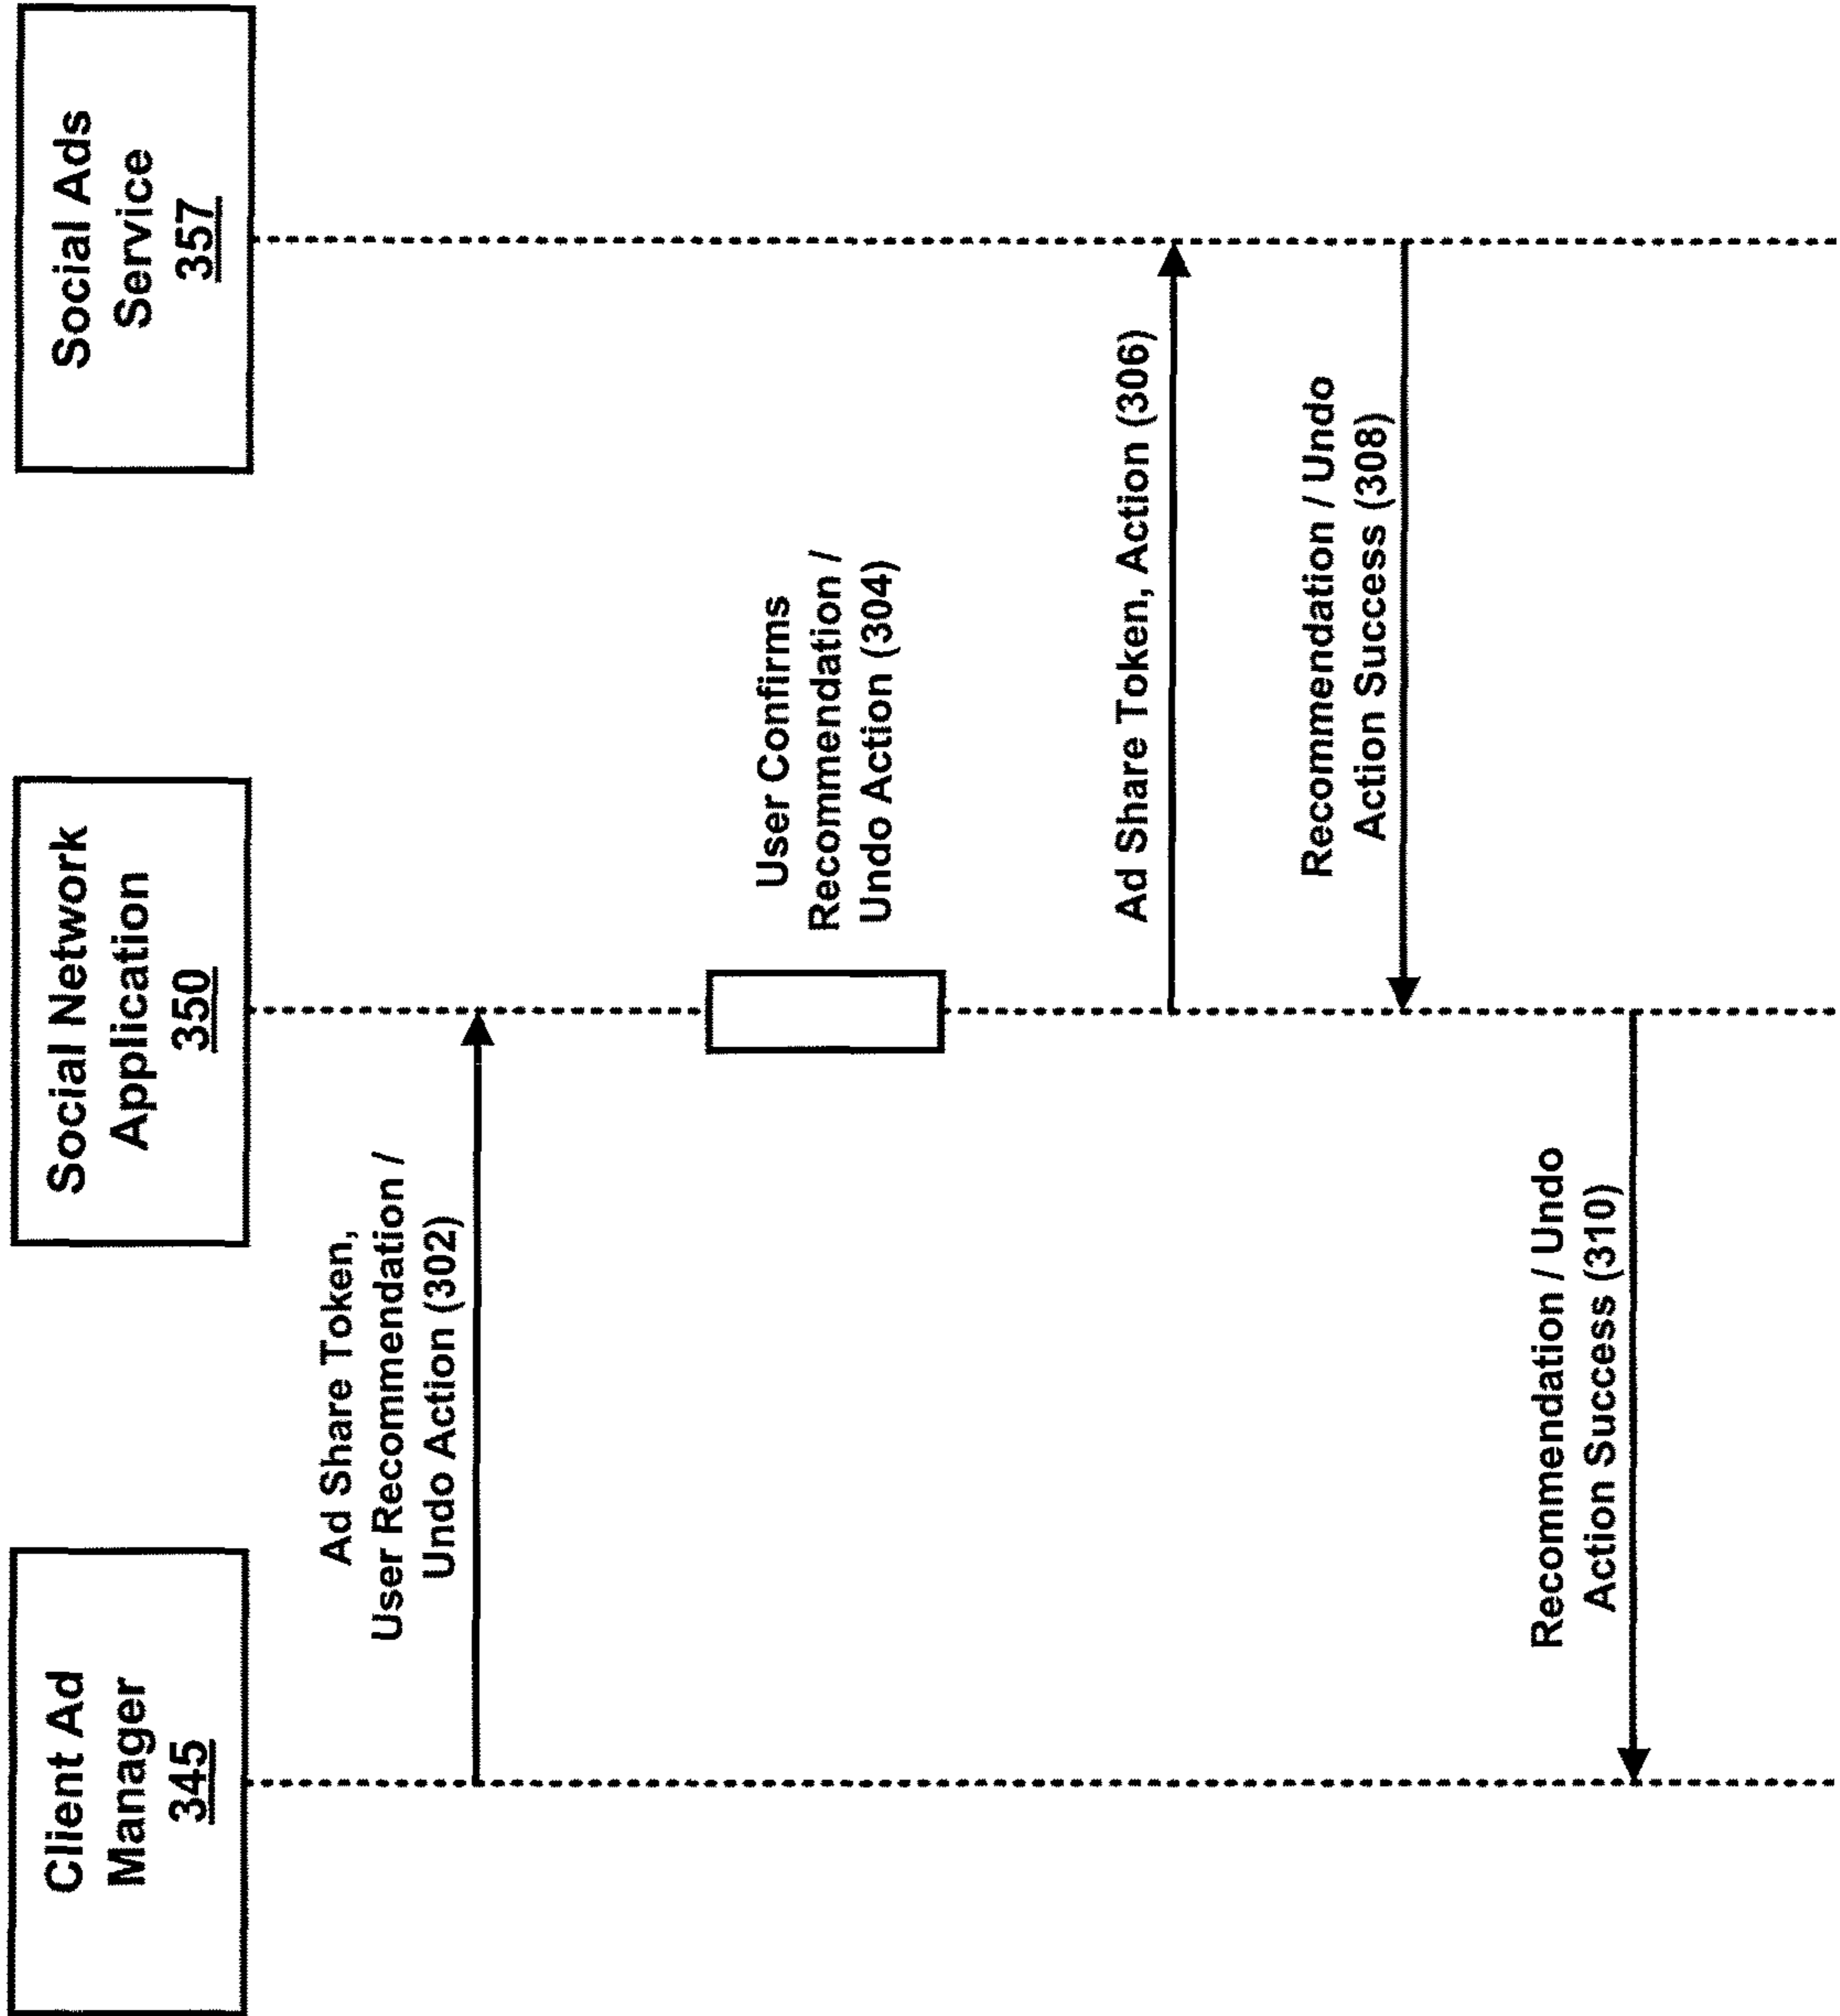 Client Ad
Manager
345
Social Network
Application
350
Social Ads
Service
357
Ad Share Token,
User Recommendation /
Undo Action (302)
User Confirms
Recommendation /
Undo Action (304)
Ad Share Token, Action (306)
Recommendation / Undo
Action Success (308)
Recommendation / Undo
Action Success (310)